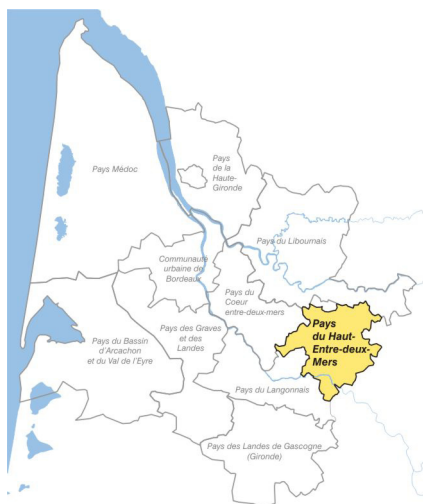 Pays Médoc
Pays
de la
Haute-
Gironde
Pays du Libournais
Communauté
urbaine de
Bordeaux
Pays du
Coeur
entre-deux-mers
Pays
du Haut-
Entre-deux-
Mers
Pays des Graves
et des
Landes
Pays du Bassin
d'Arcachon
et du Val de l'Eyre
Pays du Langonnais
Pays des Landes de Gascogne
(Gironde)